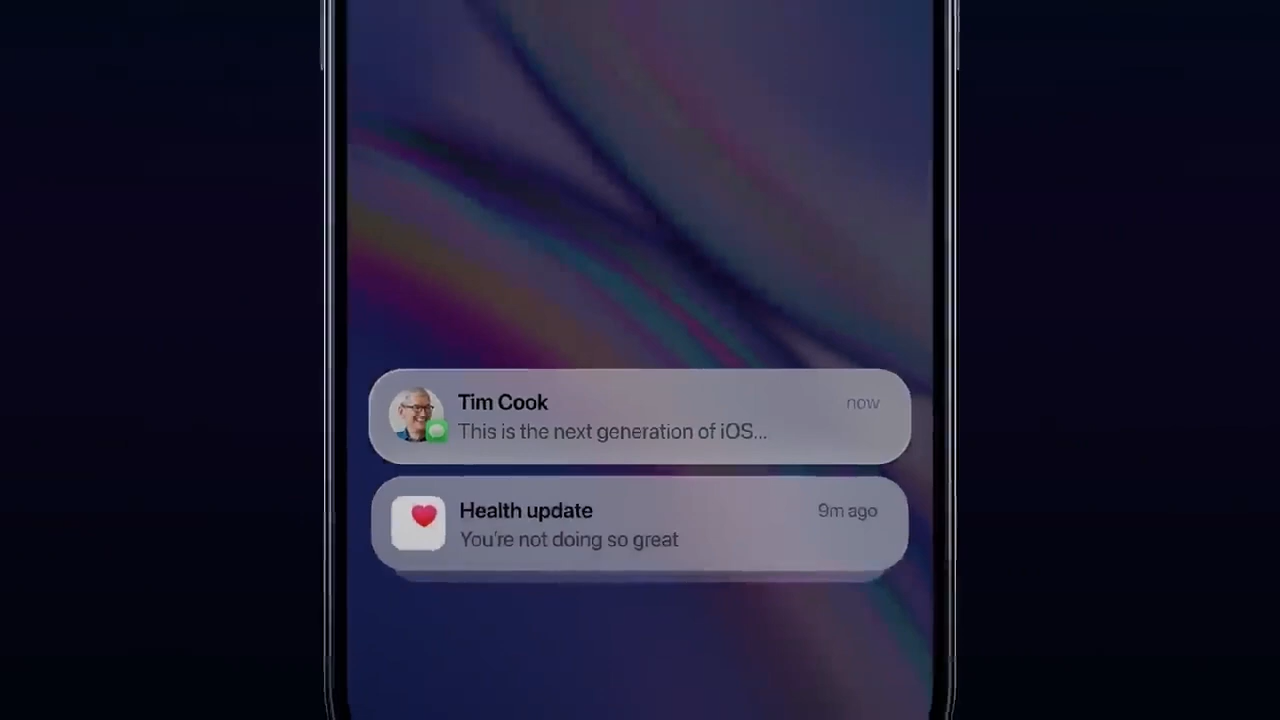 Tim Cook
now
This is the next generation of iOS...
Health update
9m ago
You're not doing so great